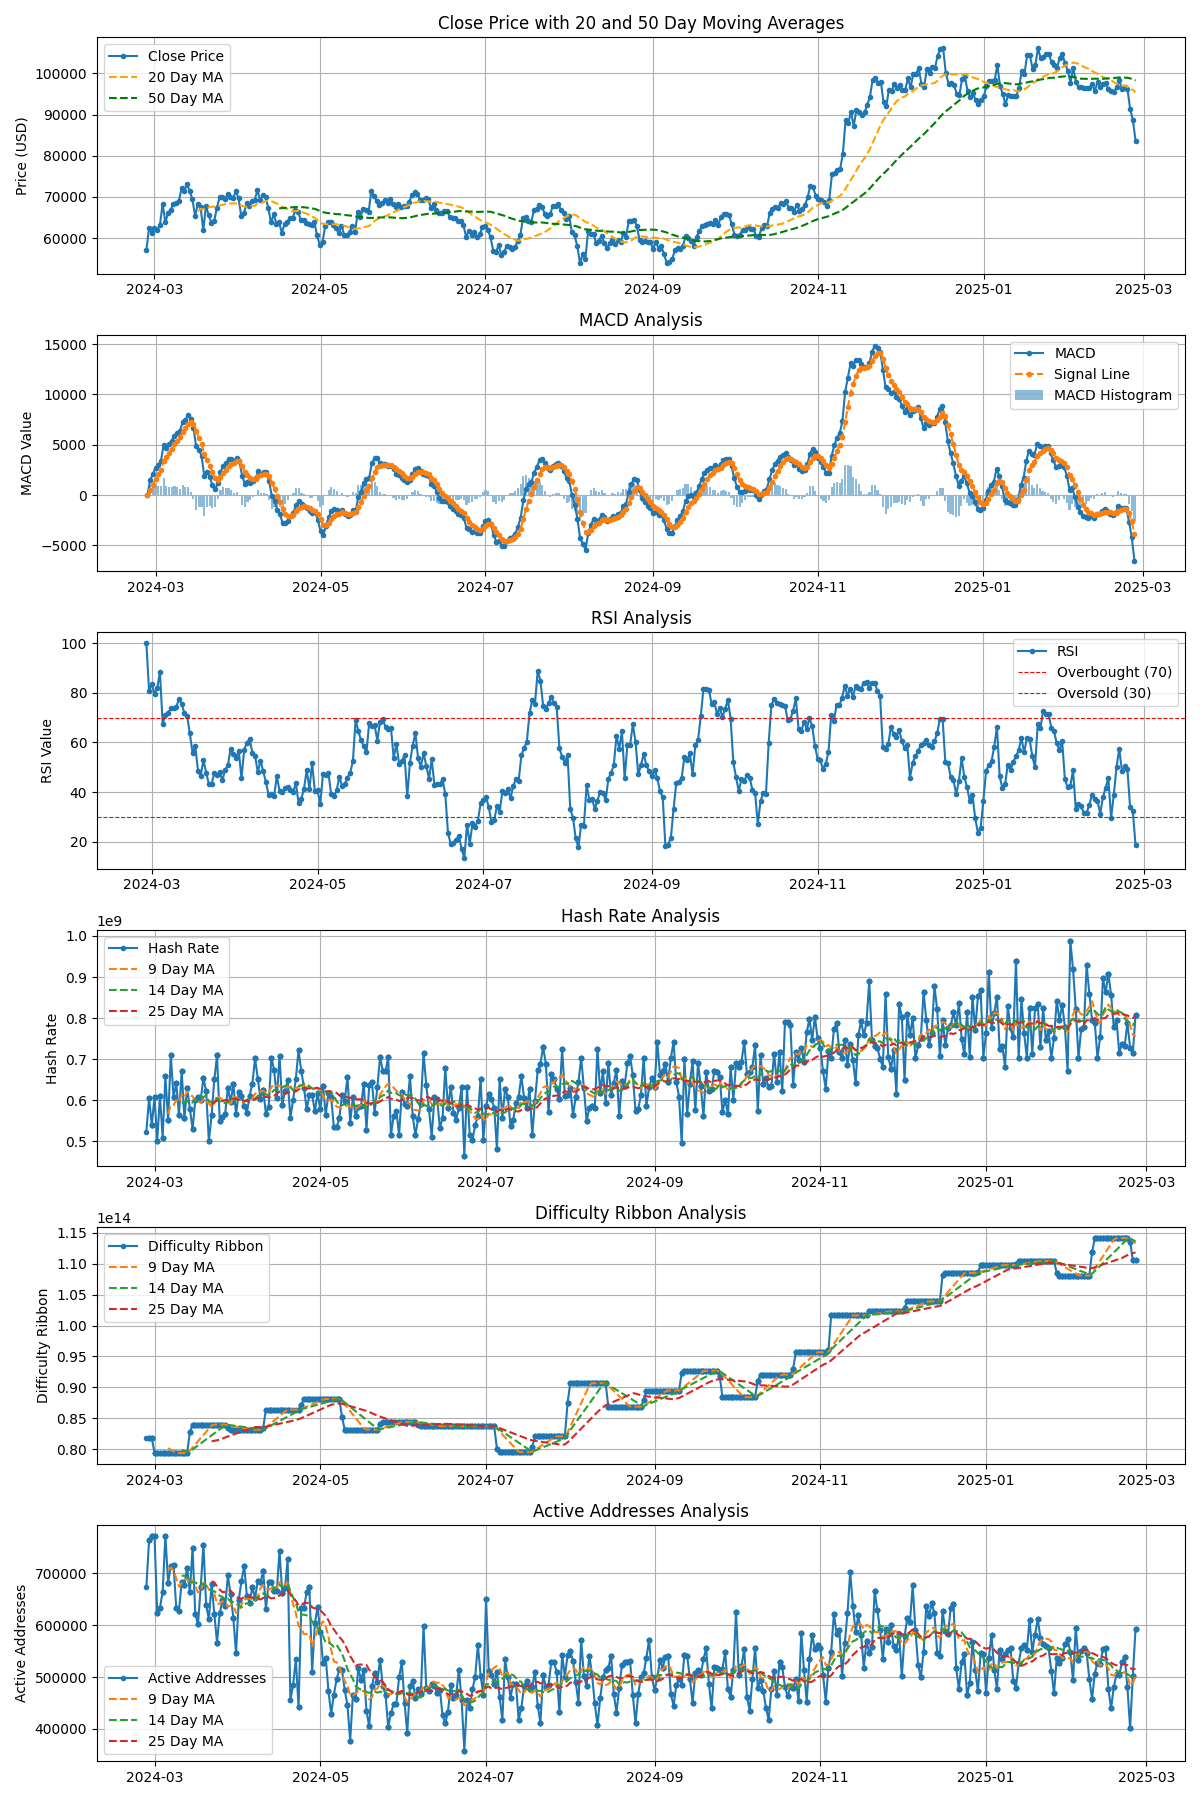 Close Price with 20 and 50 Day Moving Averages
Price (USD)
100000
90000
80000
70000
60000
Close Price
20 Day MA
50 Day MA
2024-03 2024-05 2024-07 2024-09 2024-11 2025-01 2025-03
MACD Analysis
MACD Value
15000
10000
5000
0
−5000
MACD
Signal Line
MACD Histogram
2024-03 2024-05 2024-07 2024-09 2024-11 2025-01 2025-03
RSI Analysis
RSI Value
100
80
60
40
20
RSI
Overbought (70)
Oversold (30)
2024-03 2024-05 2024-07 2024-09 2024-11 2025-01 2025-03
Hash Rate Analysis
1e9
Hash Rate
1.0
0.9
0.8
0.7
0.6
0.5
Hash Rate
9 Day MA
14 Day MA
25 Day MA
2024-03 2024-05 2024-07 2024-09 2024-11 2025-01 2025-03
Difficulty Ribbon Analysis
1e14
Difficulty Ribbon
1.15
1.10
1.05
1.00
0.95
0.90
0.85
0.80
Difficulty Ribbon
9 Day MA
14 Day MA
25 Day MA
2024-03 2024-05 2024-07 2024-09 2024-11 2025-01 2025-03
Active Addresses Analysis
Active Addresses
700000
600000
500000
400000
Active Addresses
9 Day MA
14 Day MA
25 Day MA
2024-03 2024-05 2024-07 2024-09 2024-11 2025-01 2025-03